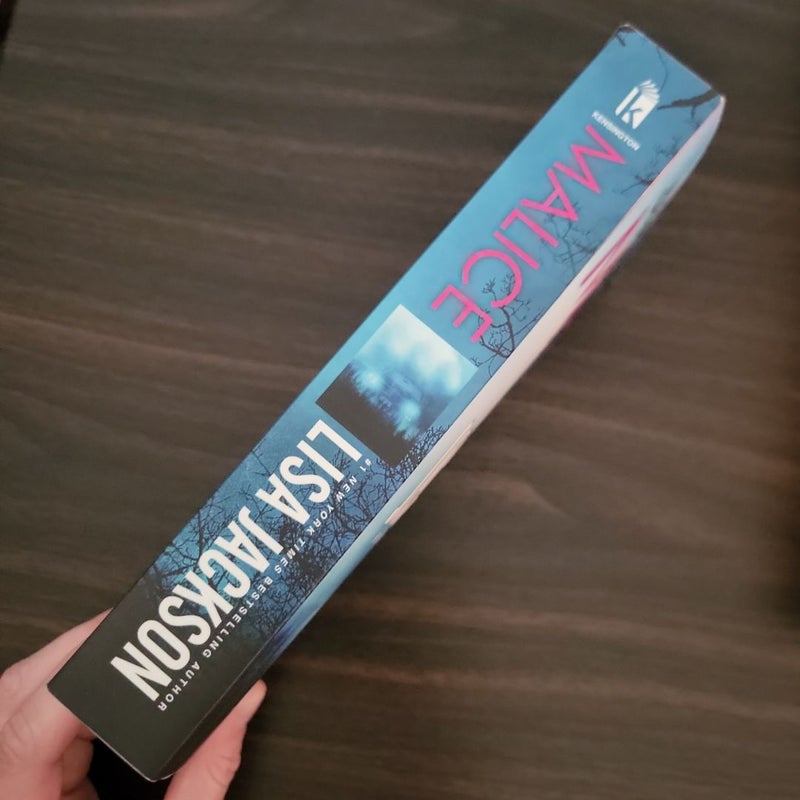 KENSINGTON
MALICE
#1 NEW YORK TIMES BESTSELLING AUTHOR
LISA JACKSON